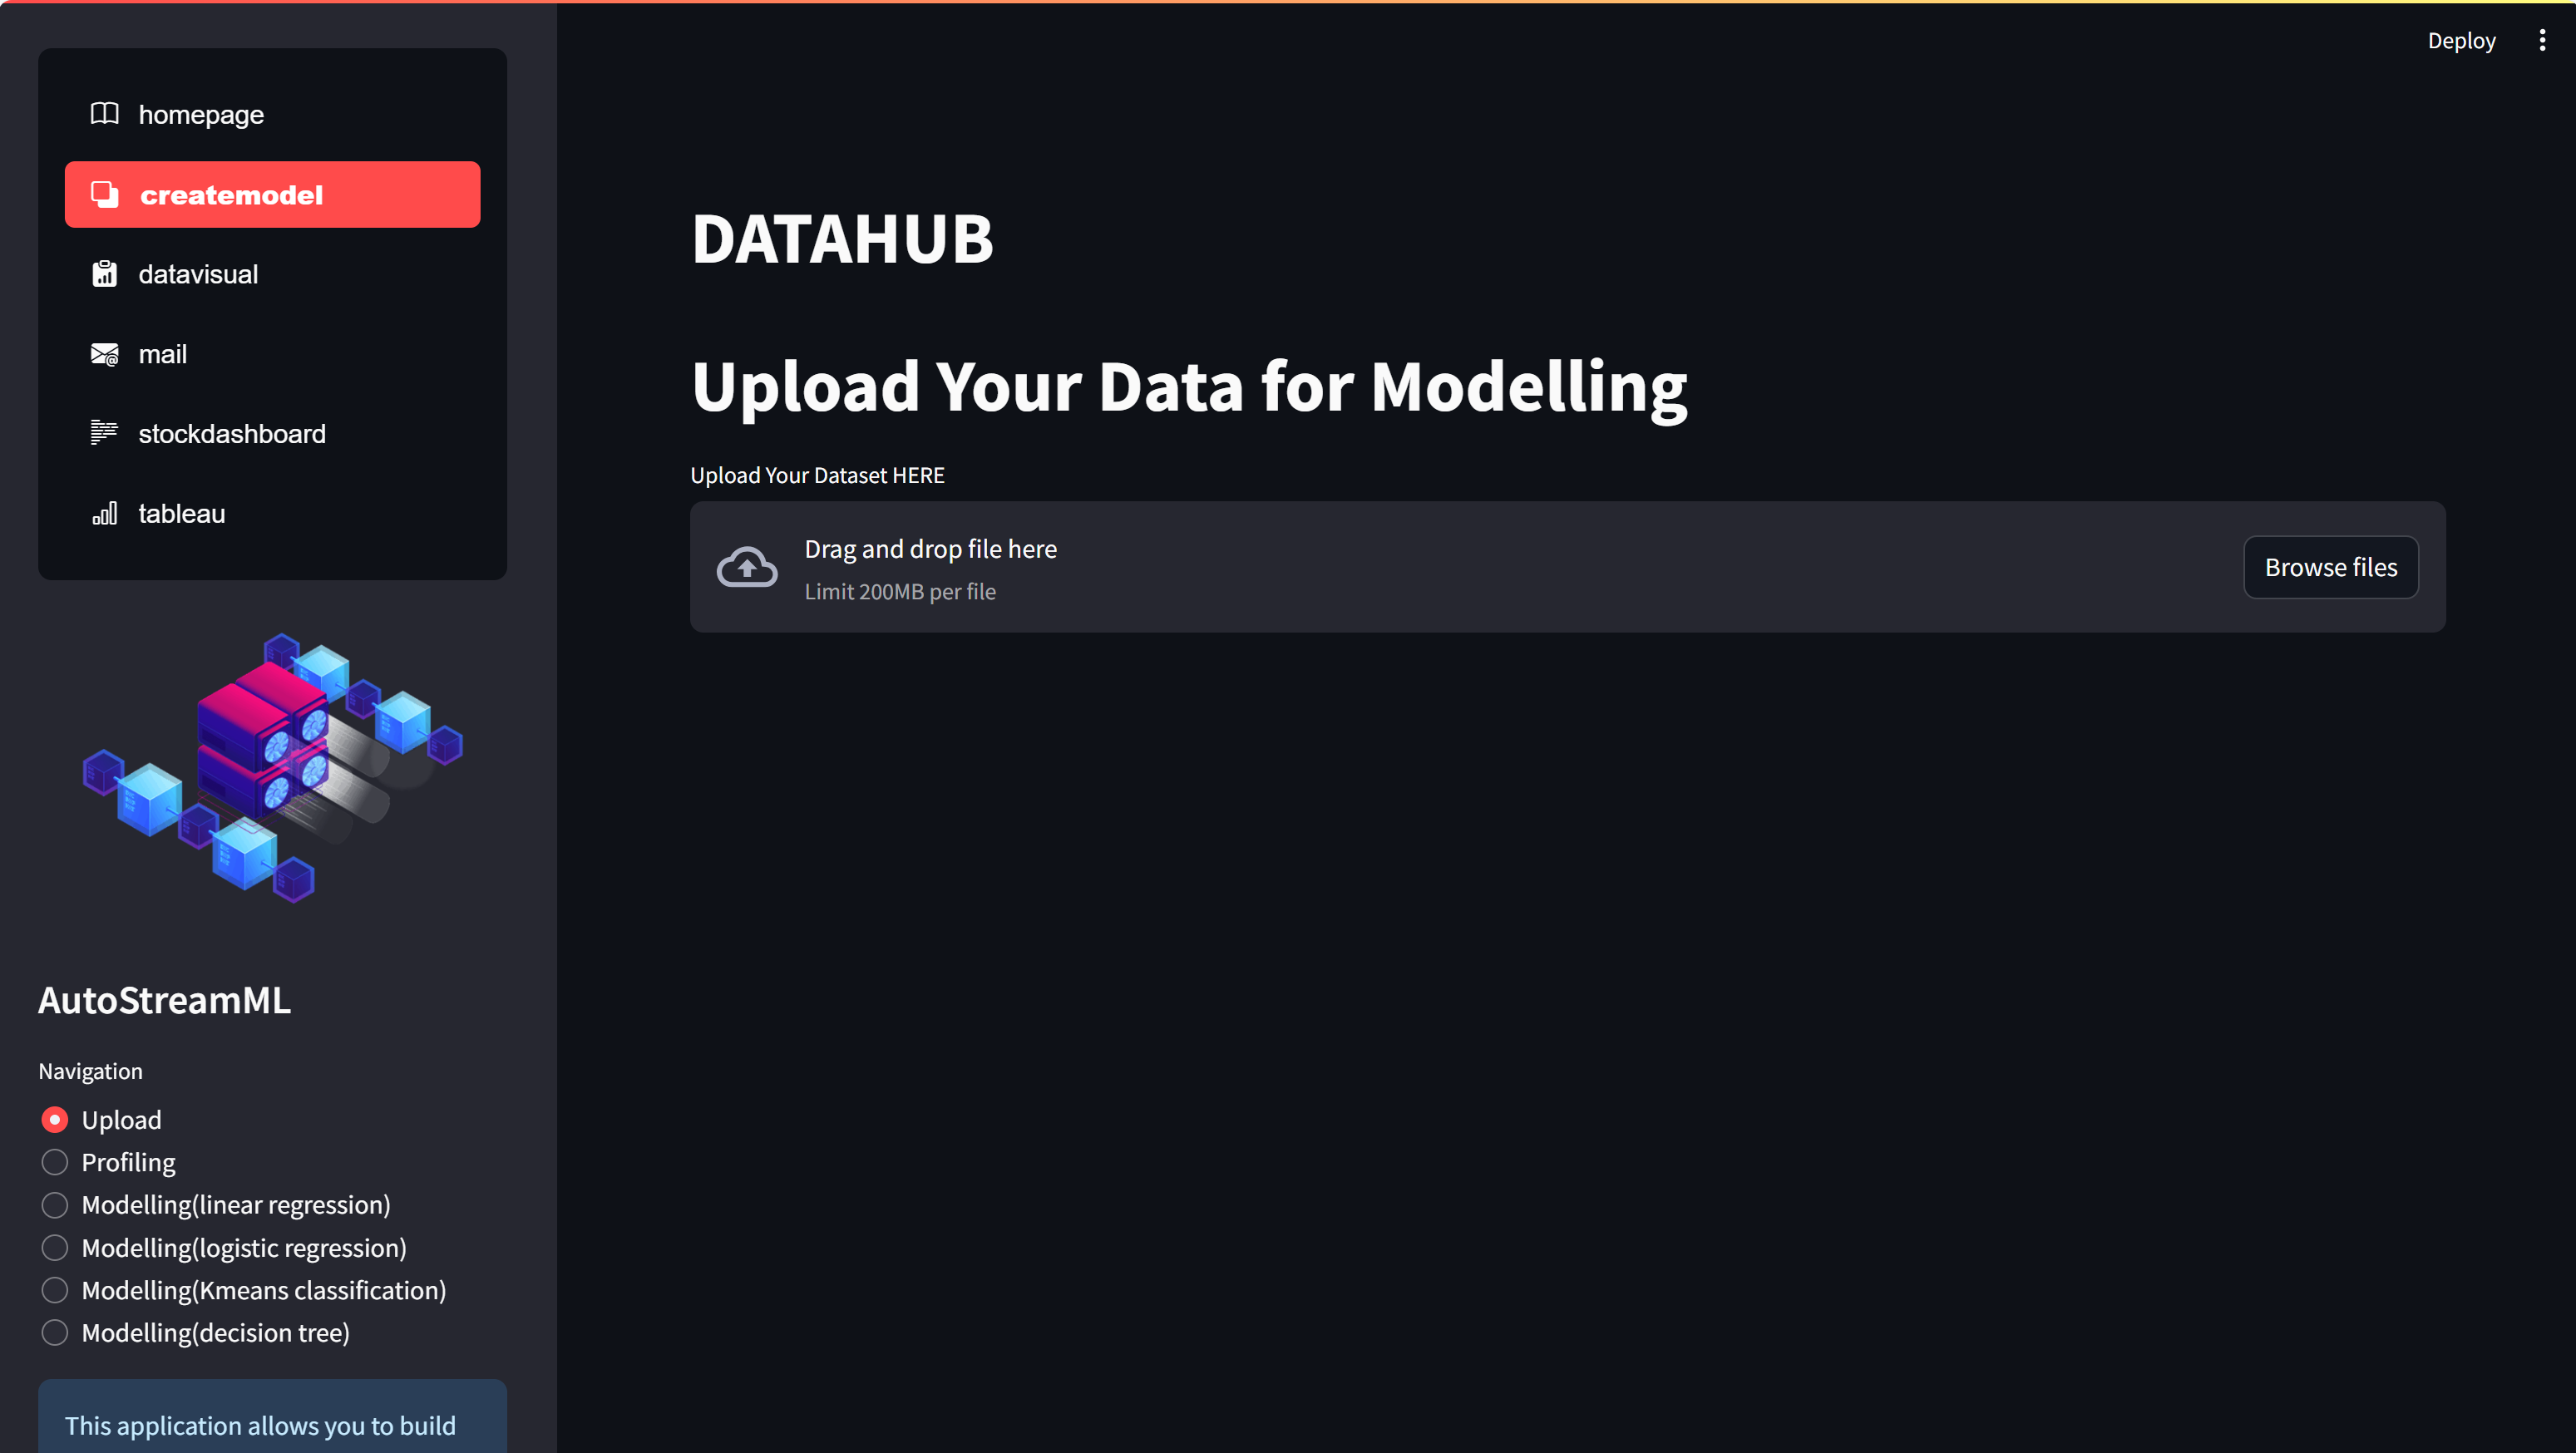 homepage
createmodel
datavisual
mail
stockdashboard
tableau
AutoStreamML
Navigation
Upload
Profiling
Modelling(linear regression)
Modelling(logistic regression)
Modelling(Kmeans classification)
Modelling(decision tree)
This application allows you to build
Deploy
DATAHUB
Upload Your Data for Modelling
Upload Your Dataset HERE
Drag and drop file here
Limit 200MB per file
Browse files